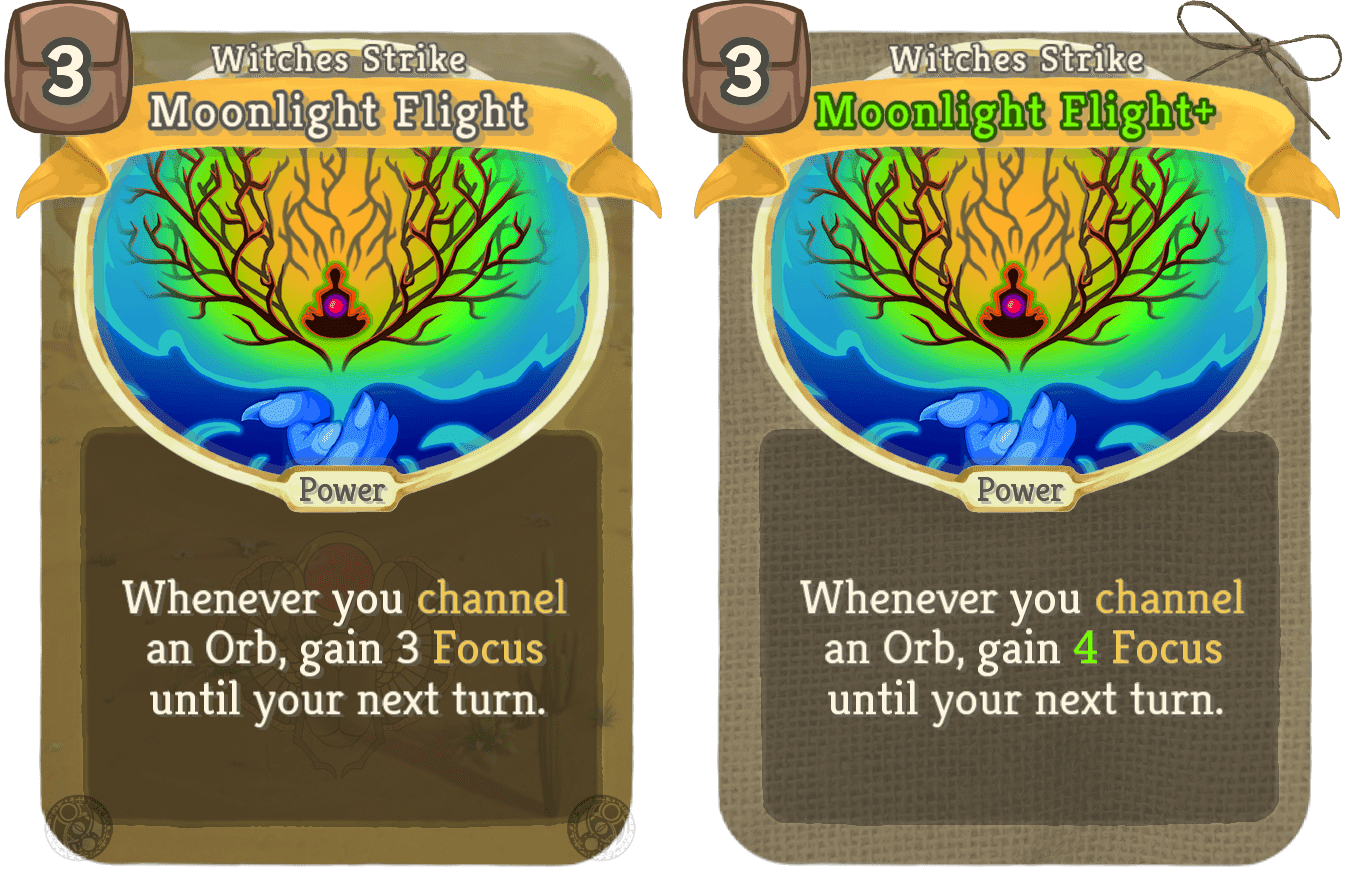 3
Witches Strike
Moonlight Flight
Power
Whenever you channel
an Orb, gain 3 Focus
until your next turn.
3
Witches Strike
Moonlight Flight+
Power
Whenever you channel
an Orb, gain 4 Focus
until your next turn.